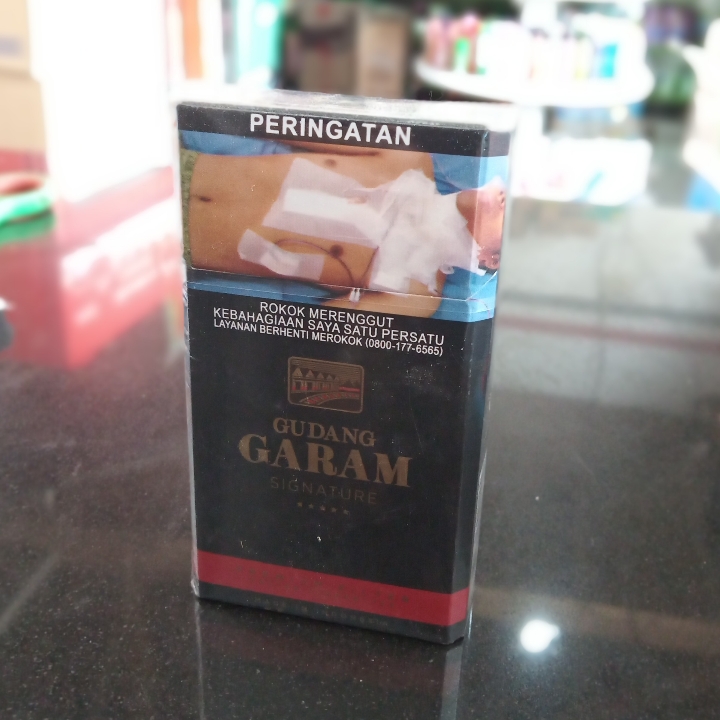 PERINGATAN
ROKOK MERENGGUT
KEBAHAGIAAN SAYA SATU PERSATU
LAYANAN BERHENTI MEROKOK (0800-177-6565)
GUDANG
GARAM
SIGNATURE